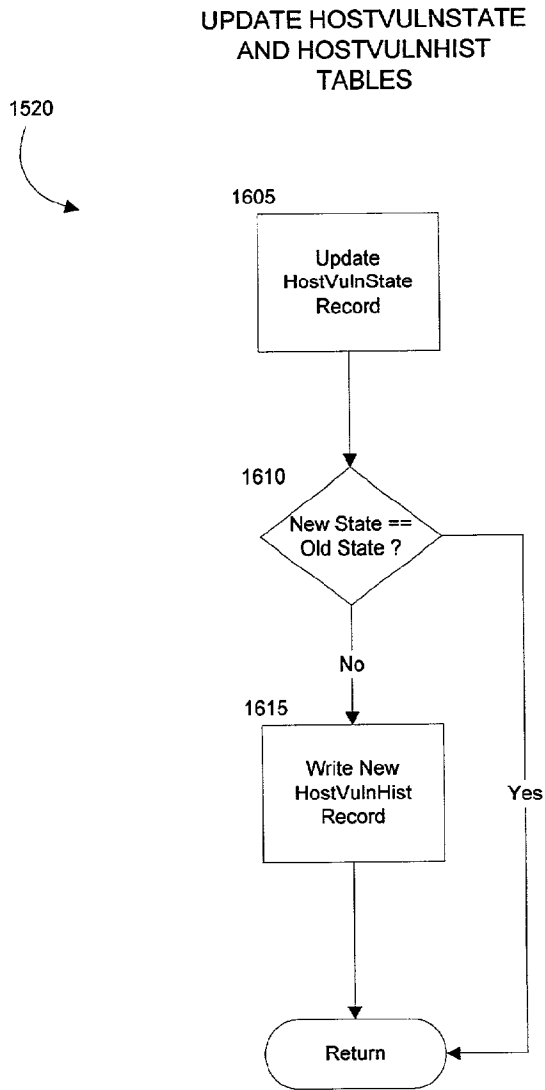 UPDATE HOSTVULNSTATE
AND HOSTVULNHIST
TABLES
1520
1605
Update
HostVulnState
Record
1610
New State ==
Old State ?
No
1615
Write New
HostVulnHist
Record
Yes
Return